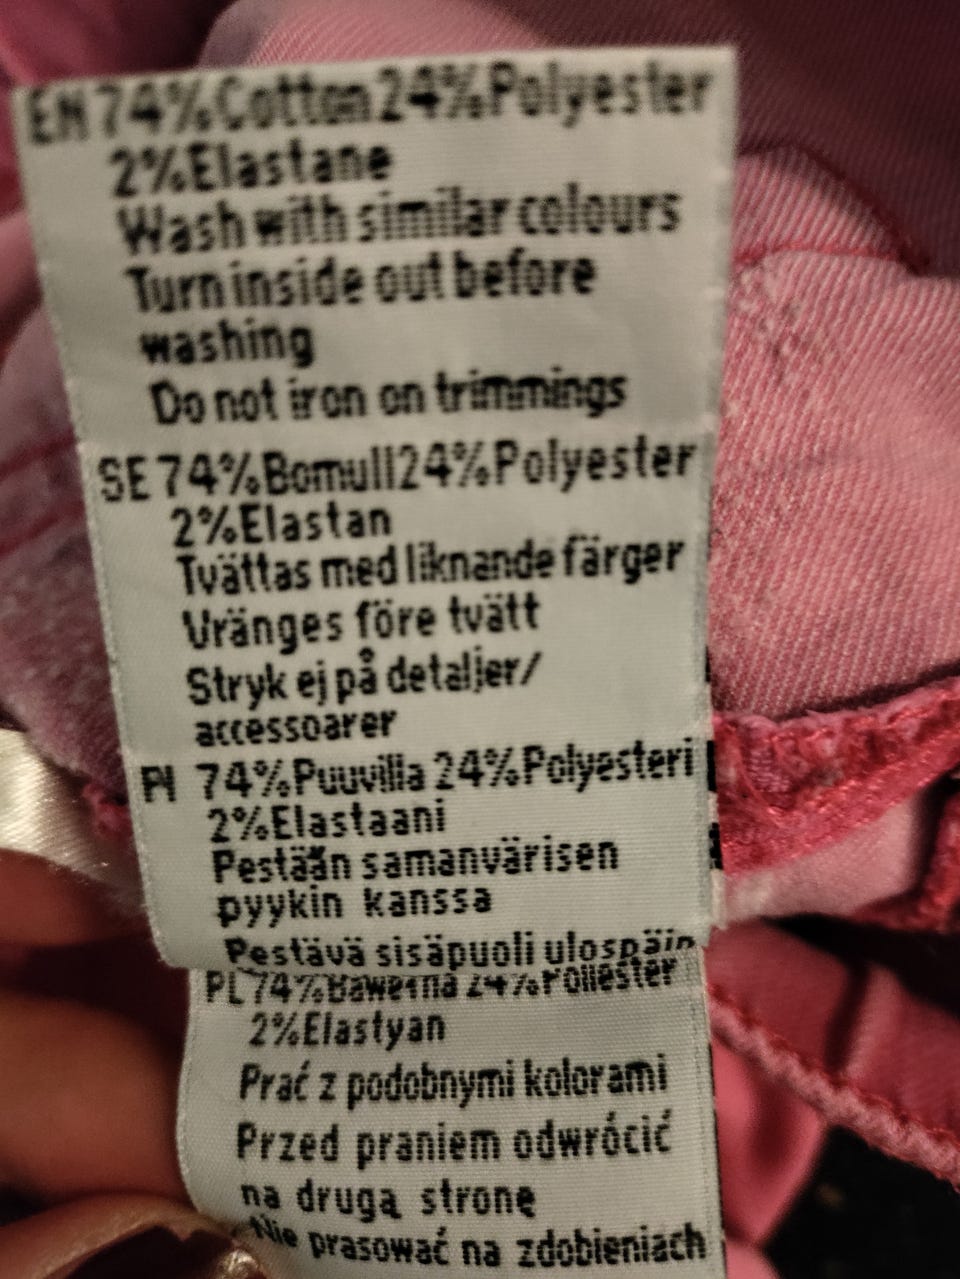 EN 74%Cotton 24%Polyester
2%Elastane
Wash with similar colours
Turn inside out before
washing
Do not iron on trimmings
SE 74%Bomull 24%Polyester
2%Elastan
Tvättas med liknande färger
Vränges före tvätt
Stryk ej på detaljer/
accessoarer
FI 74%Puuvilla 24%Polyesteri
2%Elastaani
Pestään samanvärisen
pyykin kanssa
Pestävä sisäpuoli ulospäin
PL 74%Bawełna 24%Poliester
2%Elastyan
Prać z podobnymi kolorami
Przed praniem odwrócić
na drugą stronę
Nie prasować na zdobieniach